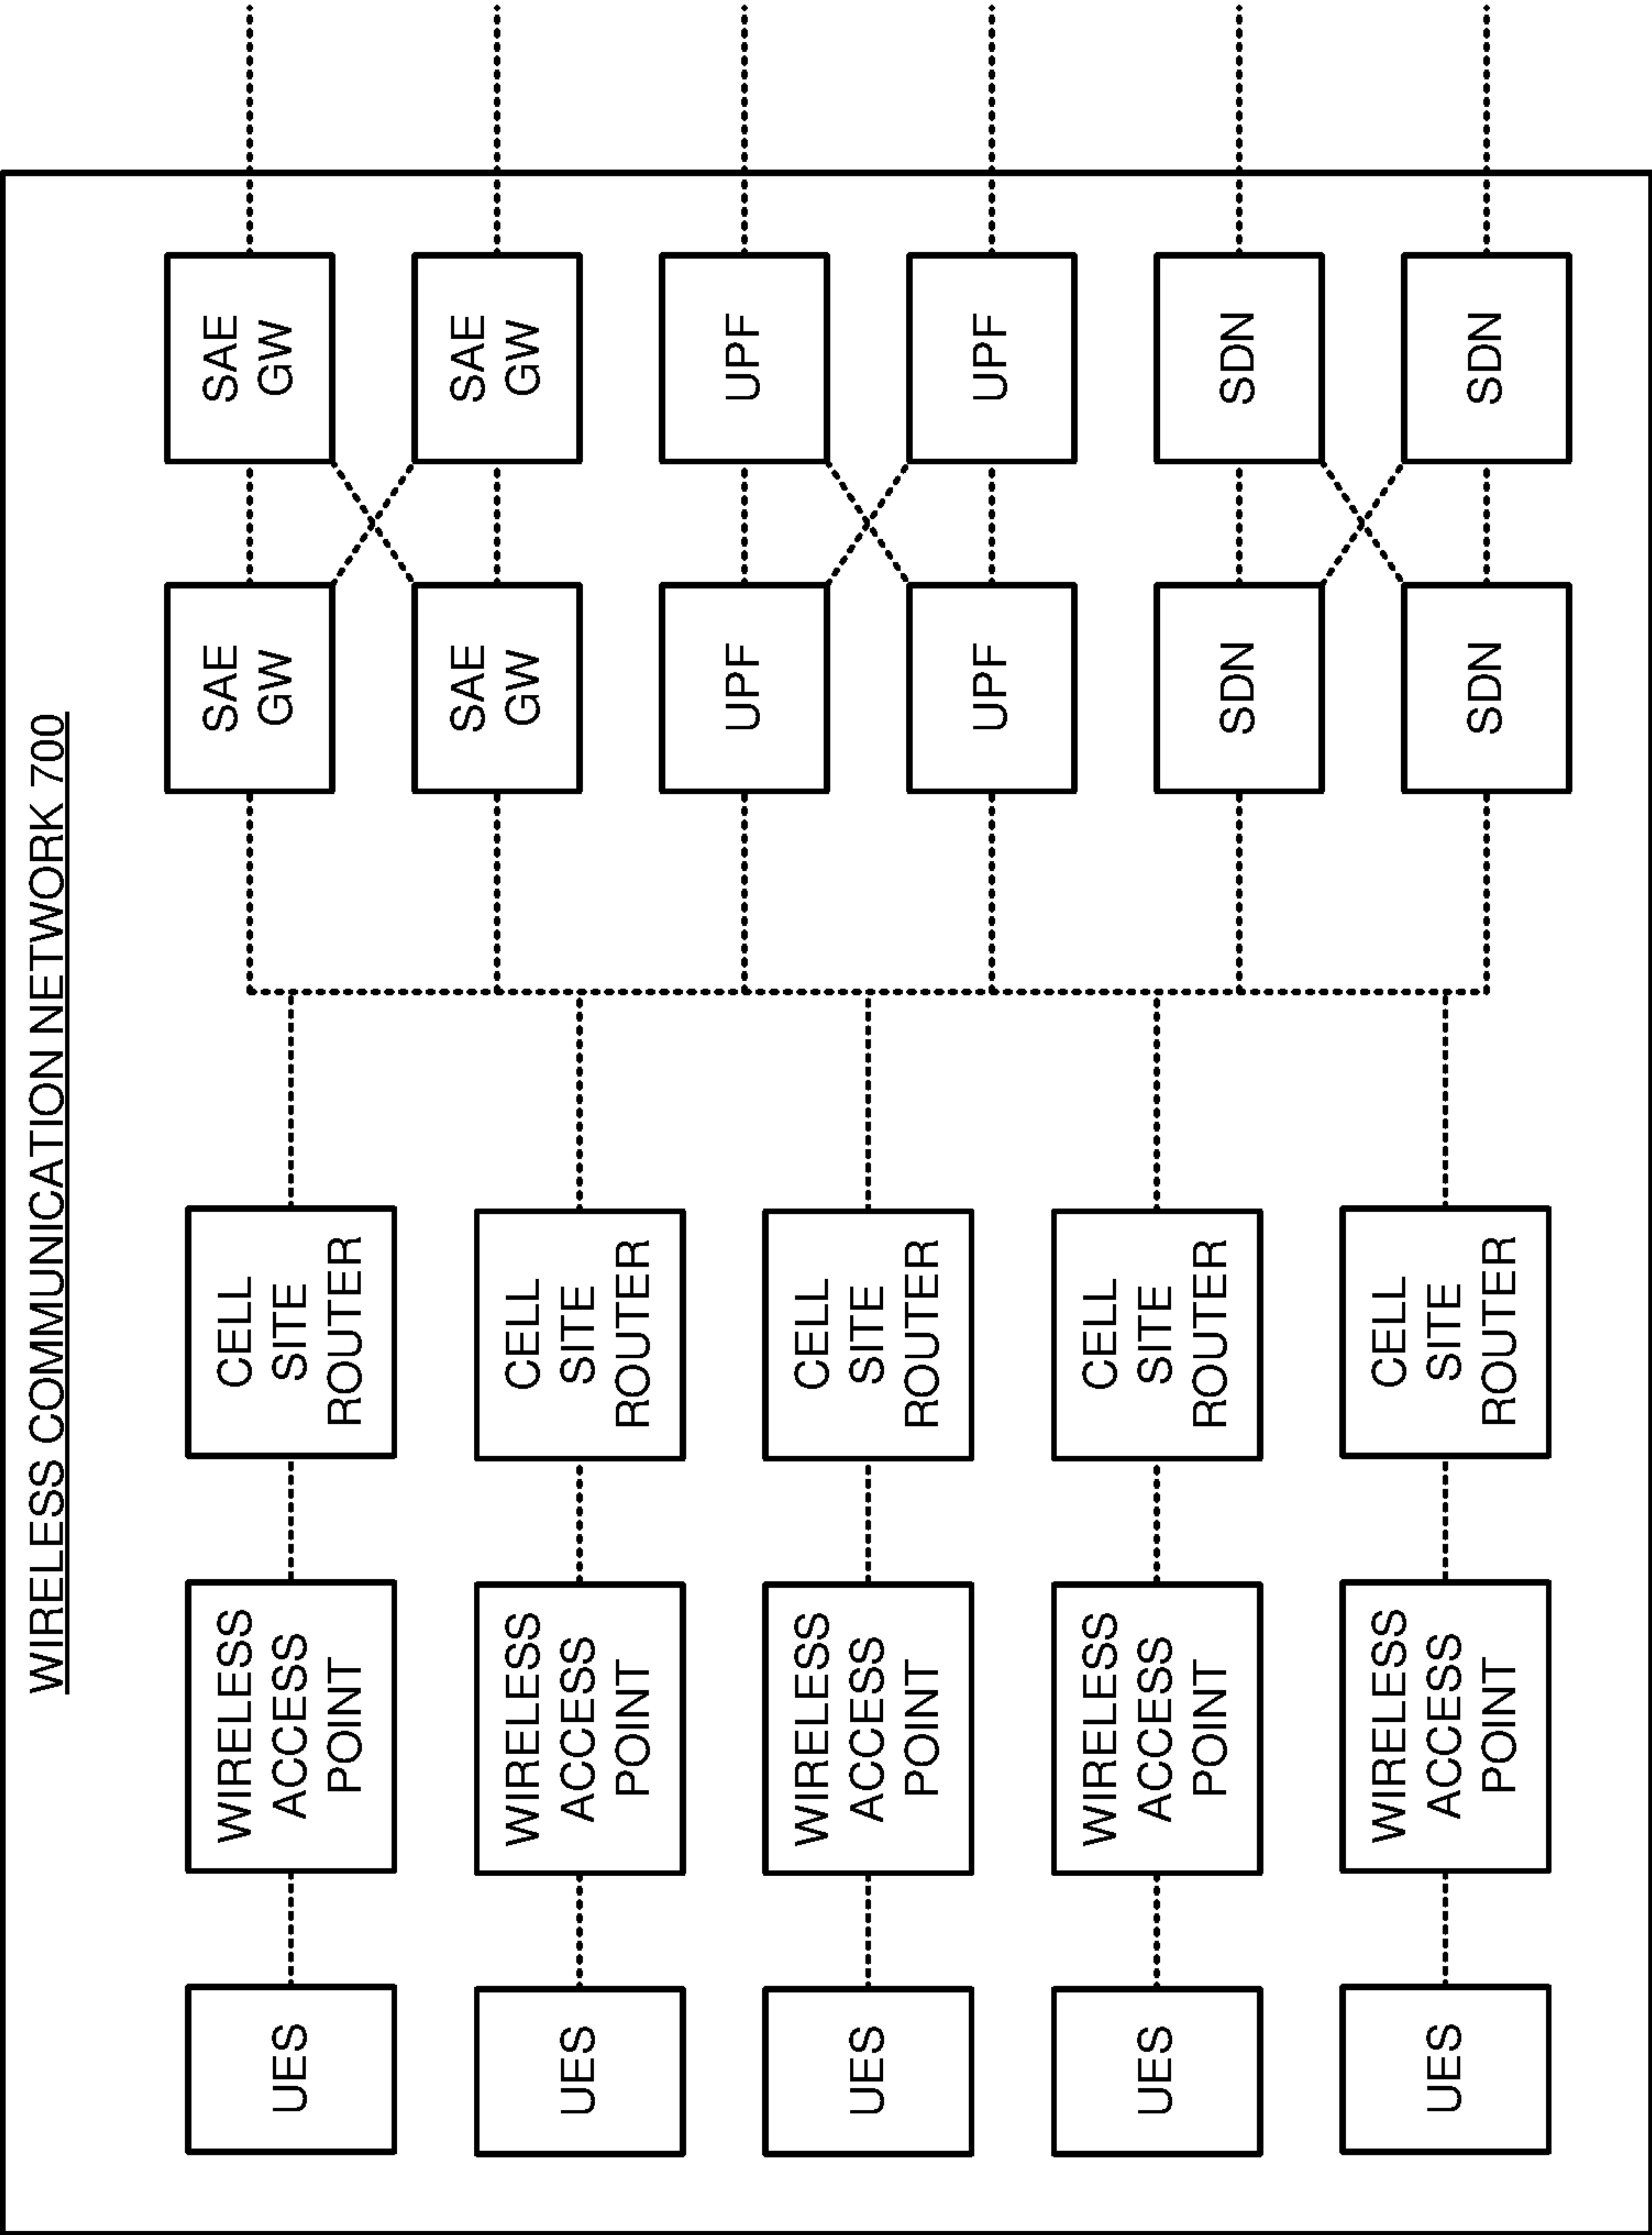 WIRELESS COMMUNICATION NETWORK 700
UES
WIRELESS
ACCESS
POINT
CELL
SITE
ROUTER
UES
WIRELESS
ACCESS
POINT
CELL
SITE
ROUTER
UES
WIRELESS
ACCESS
POINT
CELL
SITE
ROUTER
UES
WIRELESS
ACCESS
POINT
CELL
SITE
ROUTER
UES
WIRELESS
ACCESS
POINT
CELL
SITE
ROUTER
SAE
GW
SAE
GW
SAE
GW
SAE
GW
UPF
UPF
UPF
UPF
SDN
SDN
SDN
SDN